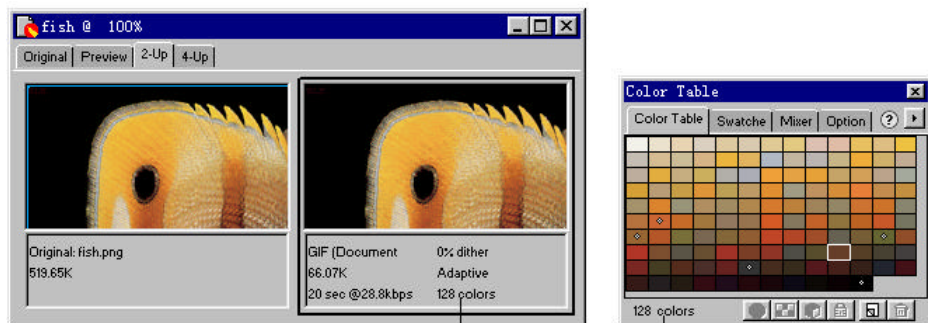 fish @ 100%
Original Preview 2-Up 4-Up
Original: fish.png
519.65K
GIF (Document 0% dither
66.07K Adaptive
20 sec @28.8kbps 128 colors
Color Table
Color Table Swatche Mixer Option ?
128 colors